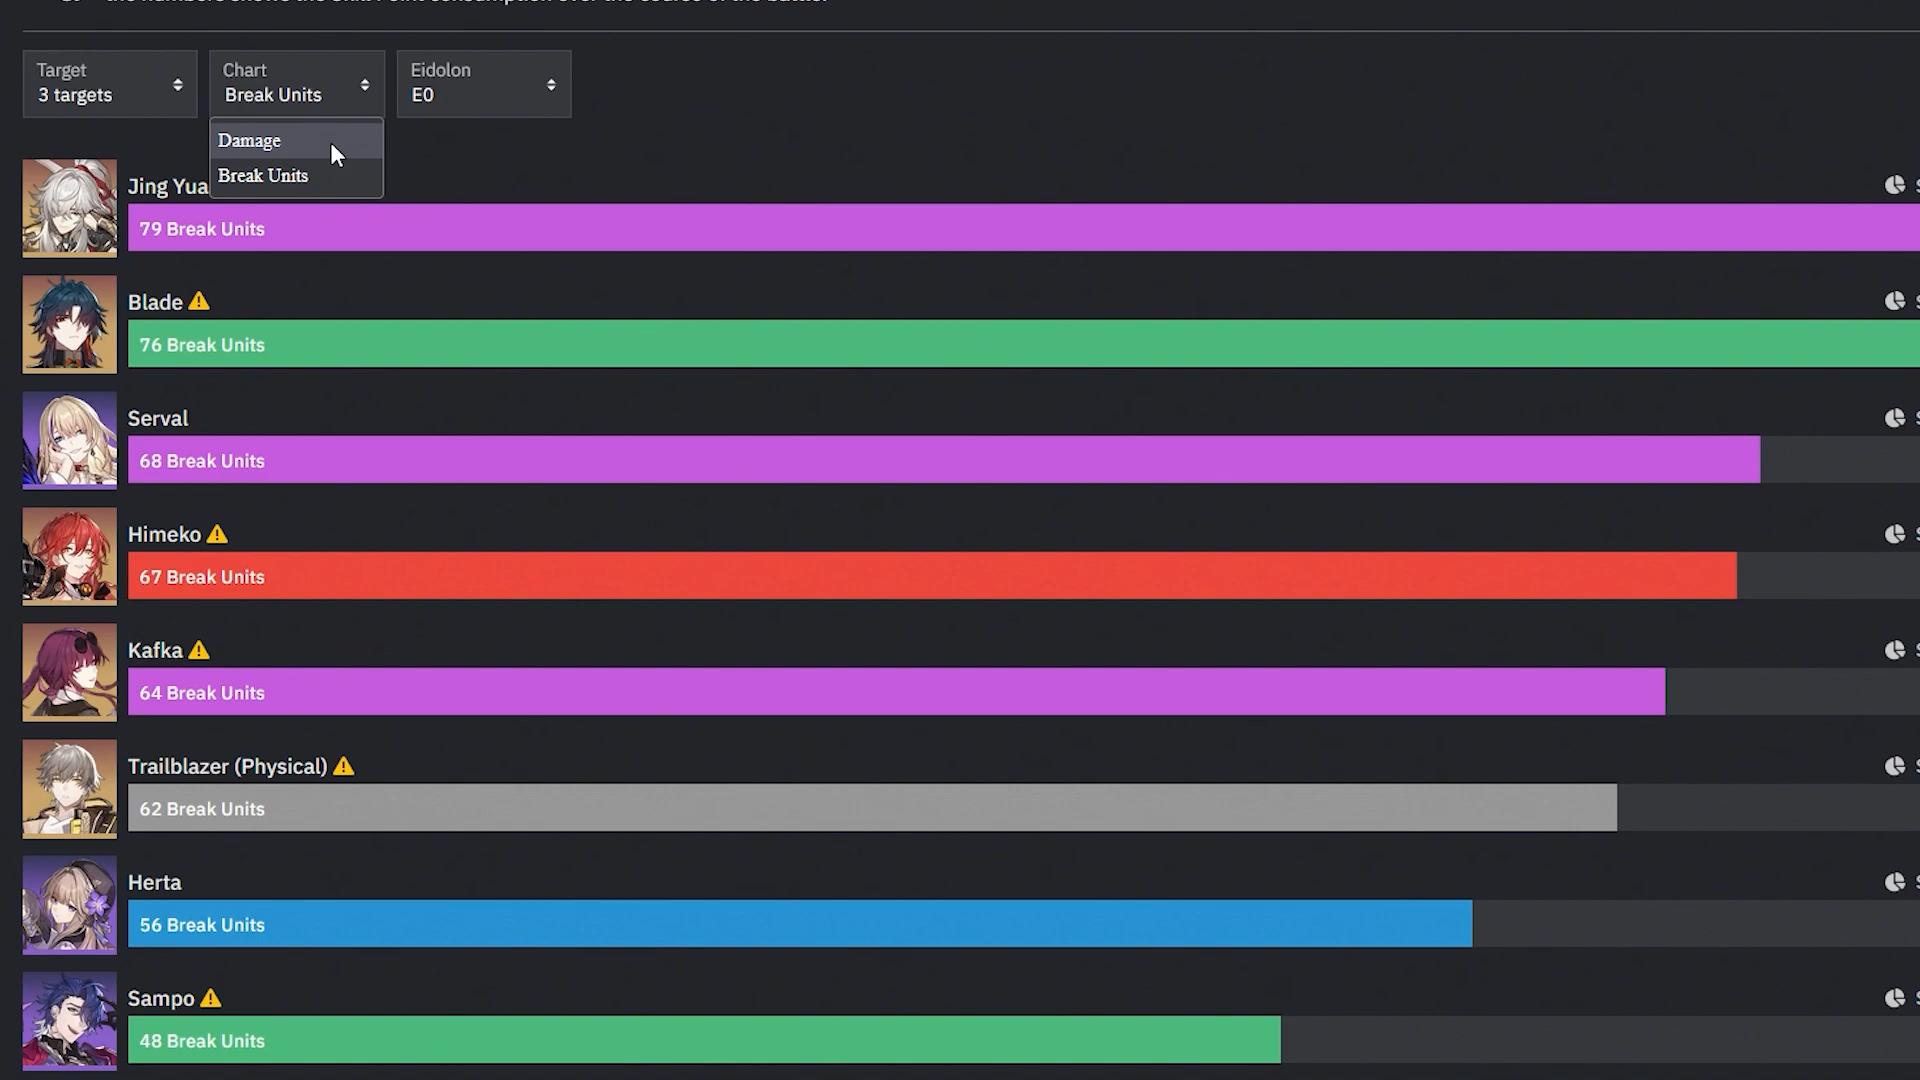 Target
3 targets
Chart
Break Units
Eidolon
E0
Damage
Break Units
Jing Yua
79 Break Units
Blade
76 Break Units
Serval
68 Break Units
Himeko
67 Break Units
Kafka
64 Break Units
Trailblazer (Physical)
62 Break Units
Herta
56 Break Units
Sampo
48 Break Units